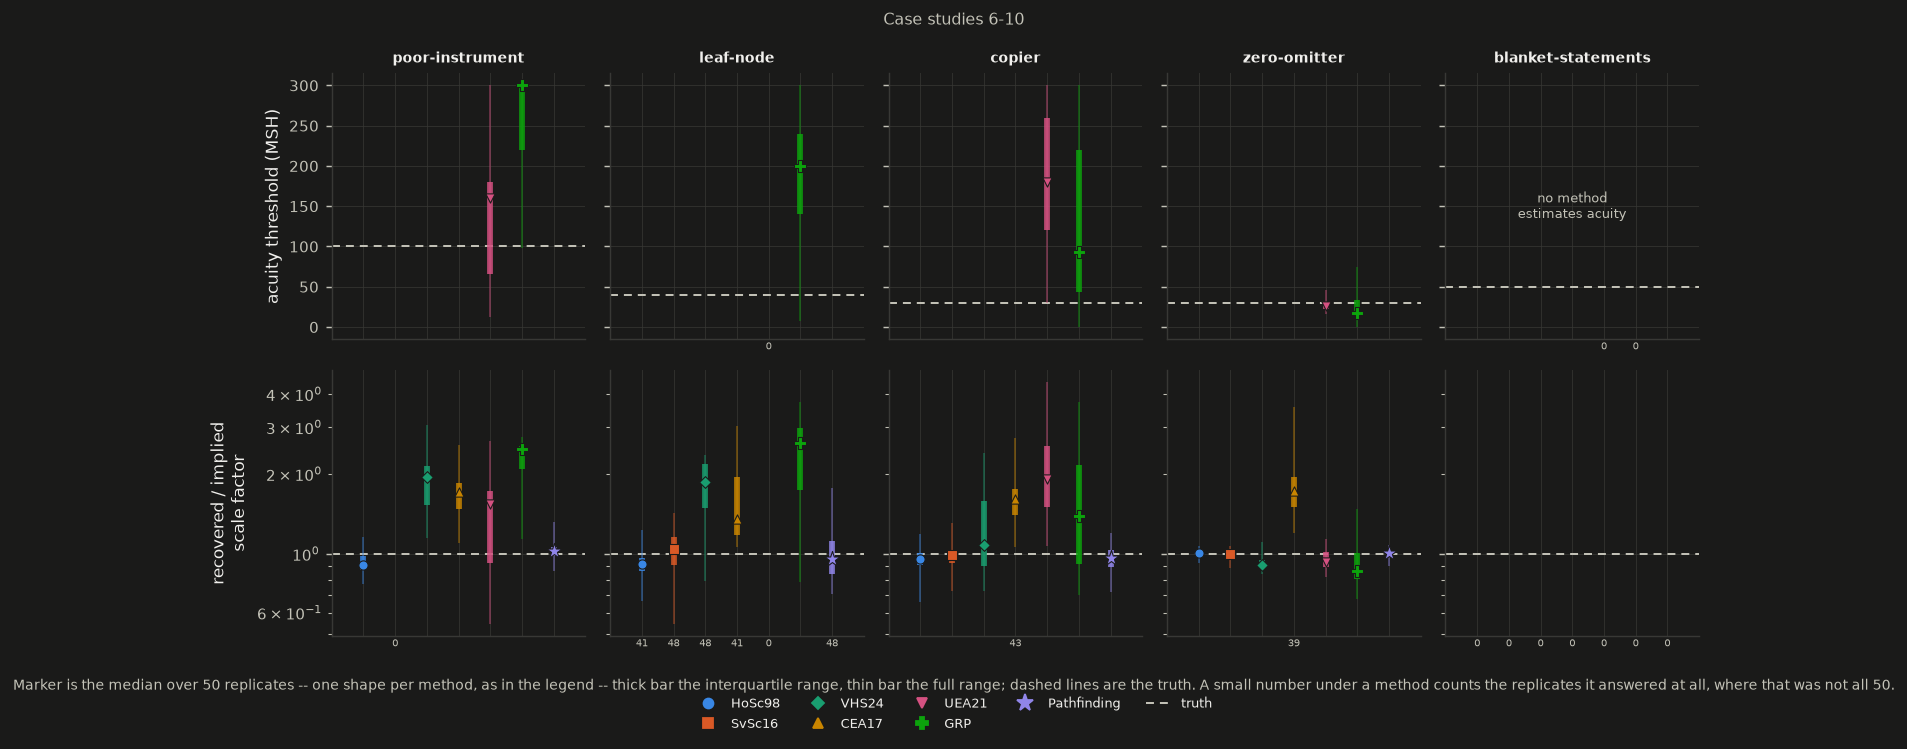 Case studies 6-10
poor-instrument
leaf-node
copier
zero-omitter
blanket-statements
acuity threshold (MSH)
300
250
200
150
100
50
0
no method
estimates acuity
0
0
0
recovered / implied
scale factor
4 × 10⁰
3 × 10⁰
2 × 10⁰
10⁰
6 × 10⁻¹
0
41
48
48
41
0
48
43
39
0
0
0
0
0
0
0
Marker is the median over 50 replicates -- one shape per method, as in the legend -- thick bar the interquartile range, thin bar the full range; dashed lines are the truth. A small number under a method counts the replicates it answered at all, where that was not all 50.
HoSc98
VHS24
UEA21
Pathfinding
truth
SvSc16
CEA17
GRP